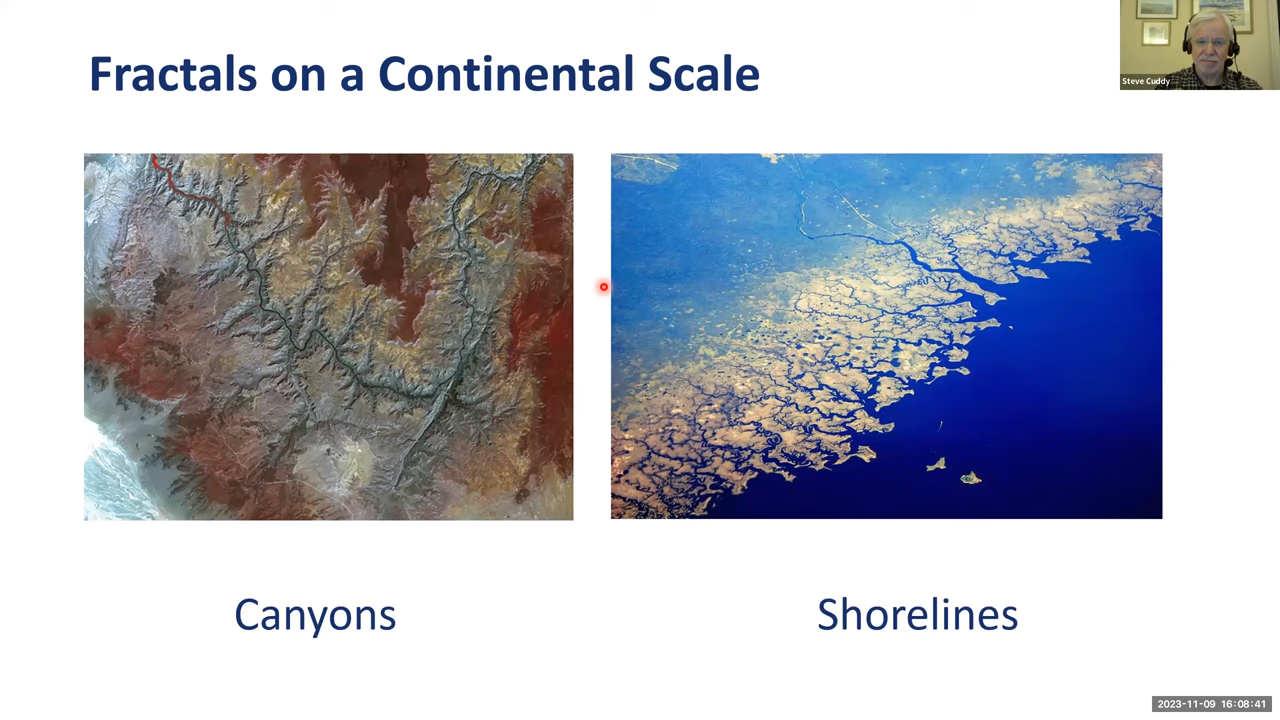 Fractals on a Continental Scale
Steve Cuddy
Canyons
Shorelines
2023-11-09 16:08:41